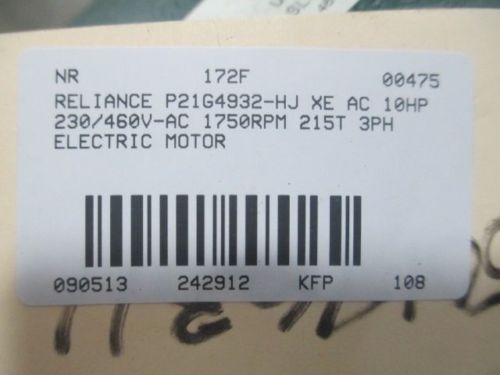 NR 172F 00475
RELIANCE P21G4932-HJ XE AC 10HP
230/460V-AC 1750RPM 215T 3PH
ELECTRIC MOTOR
090513 242912 KFP 108